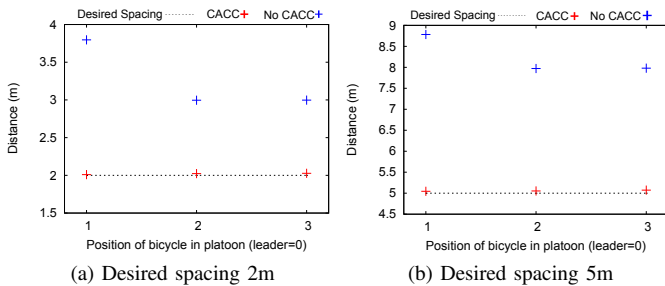 Desired Spacing CACC No CACC
4
3.5
3
2.5
2
1.5
1 2 3
Distance (m)
Position of bicycle in platoon (leader=0)
(a) Desired spacing 2m
Desired Spacing CACC No CACC
9
8.5
8
7.5
7
6.5
6
5.5
5
4.5
1 2 3
Distance (m)
Position of bicycle in platoon (leader=0)
(b) Desired spacing 5m